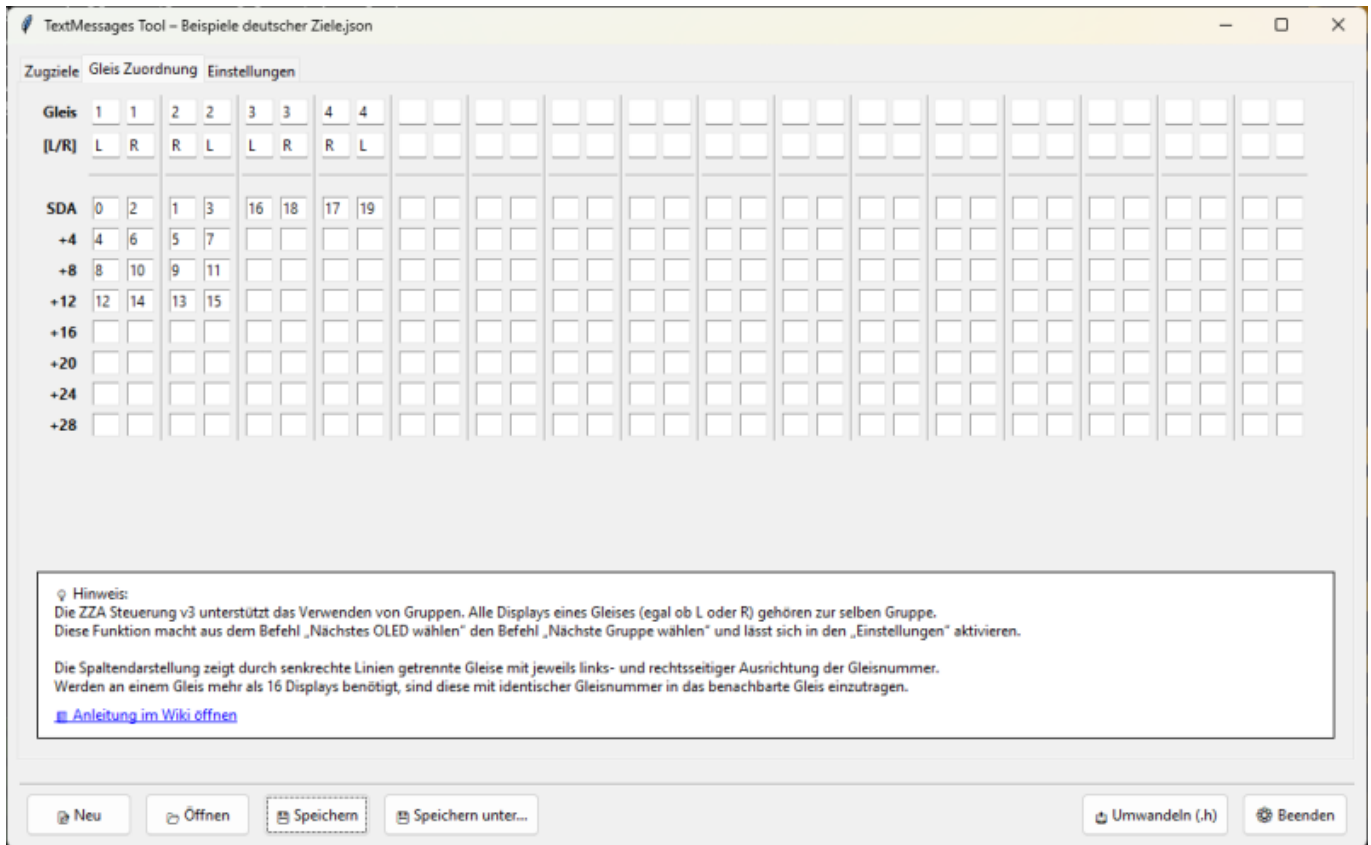 TextMessages Tool – Beispiele deutscher Ziele.json
Zugziele Gleis Zuordnung Einstellungen
Gleis 1 1 2 2 3 3 4 4
[L/R] L R R L L R R L
SDA 0 2 1 3 16 18 17 19
+4 4 6 5 7
+8 8 10 9 11
+12 12 14 13 15
+16
+20
+24
+28
Hinweis:
Die ZZA Steuerung v3 unterstützt das Verwenden von Gruppen. Alle Displays eines Gleises (egal ob L oder R) gehören zur selben Gruppe.
Diese Funktion macht aus dem Befehl „Nächstes OLED wählen“ den Befehl „Nächste Gruppe wählen“ und lässt sich in den „Einstellungen“ aktivieren.
Die Spaltendarstellung zeigt durch senkrechte Linien getrennte Gleise mit jeweils links- und rechtsseitiger Ausrichtung der Gleisnummer.
Werden an einem Gleis mehr als 16 Displays benötigt, sind diese mit identischer Gleisnummer in das benachbarte Gleis einzutragen.
Anleitung im Wiki öffnen
Neu Öffnen Speichern Speichern unter... Umwandeln (.h) Beenden